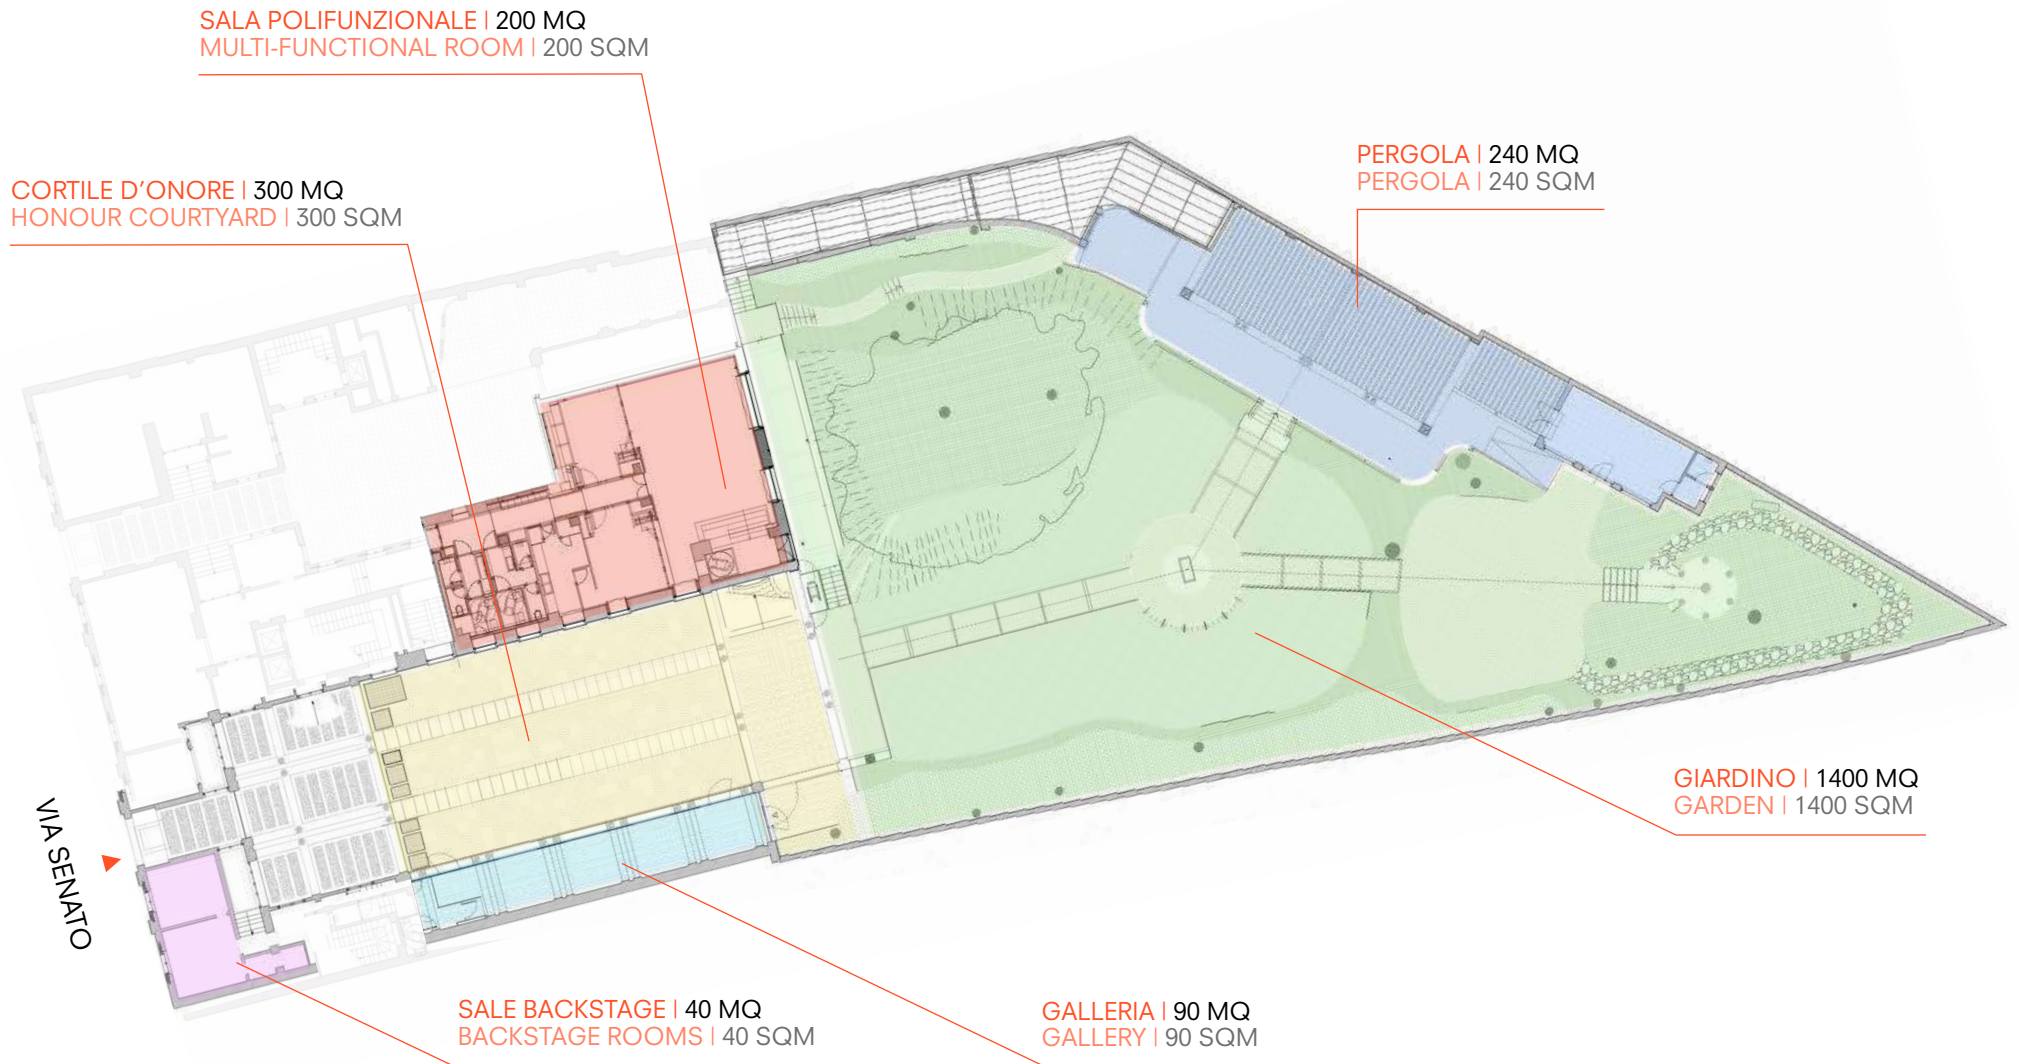 SALA POLIFUNZIONALE | 200 MQ
MULTI-FUNCTIONAL ROOM | 200 SQM
PERGOLA | 240 MQ
PERGOLA | 240 SQM
CORTILE D'ONORE | 300 MQ
HONOUR COURTYARD | 300 SQM
GIARDINO | 1400 MQ
GARDEN | 1400 SQM
VIA SENATO
SALE BACKSTAGE | 40 MQ
BACKSTAGE ROOMS | 40 SQM
GALLERIA | 90 MQ
GALLERY | 90 SQM